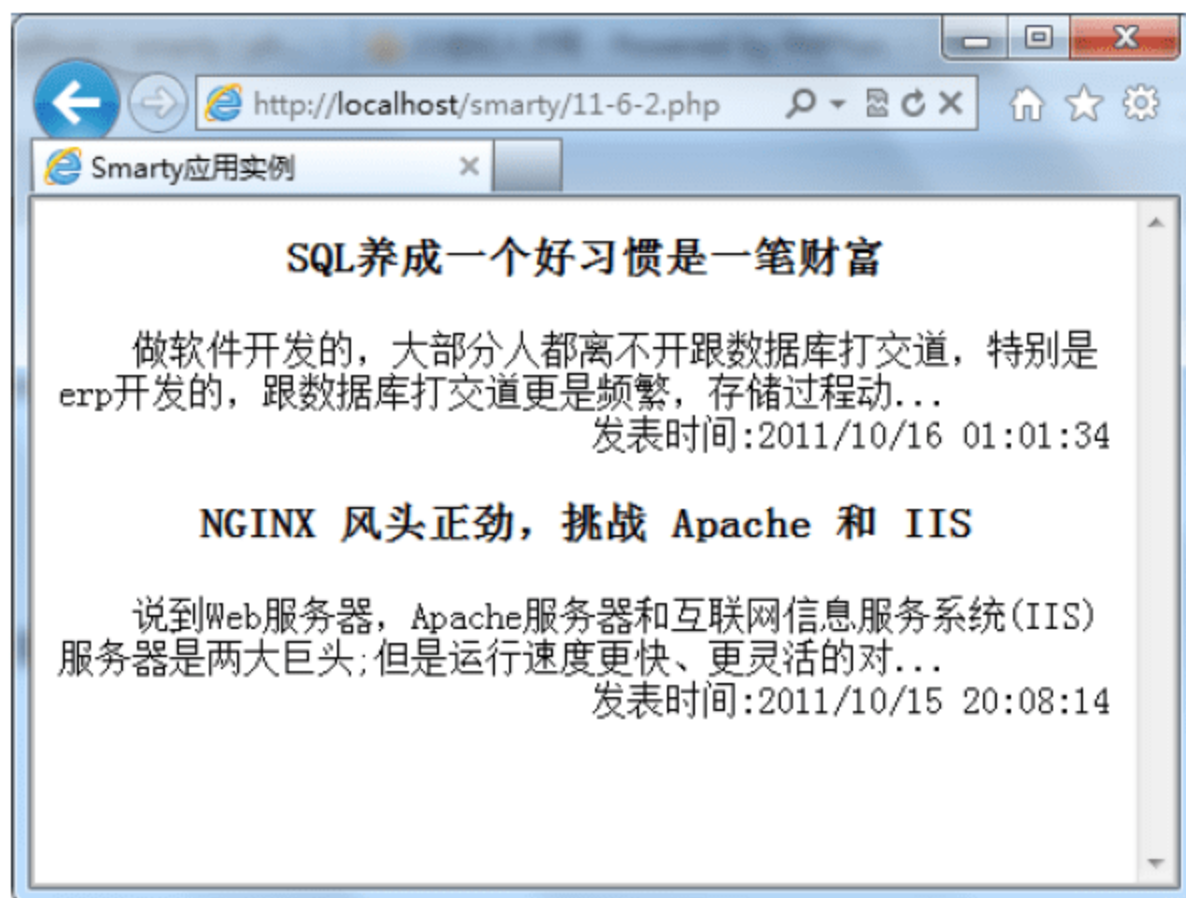 http://localhost/smarty/11-6-2.php
Smarty应用实例
SQL养成一个好习惯是一笔财富
做软件开发的，大部分人都离不开跟数据库打交道，特别是
erp开发的，跟数据库打交道更是频繁，存储过程动...
发表时间:2011/10/16 01:01:34
NGINX 风头正劲，挑战 Apache 和 IIS
说到Web服务器，Apache服务器和互联网信息服务系统(IIS)
服务器是两大巨头;但是运行速度更快、更灵活的对...
发表时间:2011/10/15 20:08:14